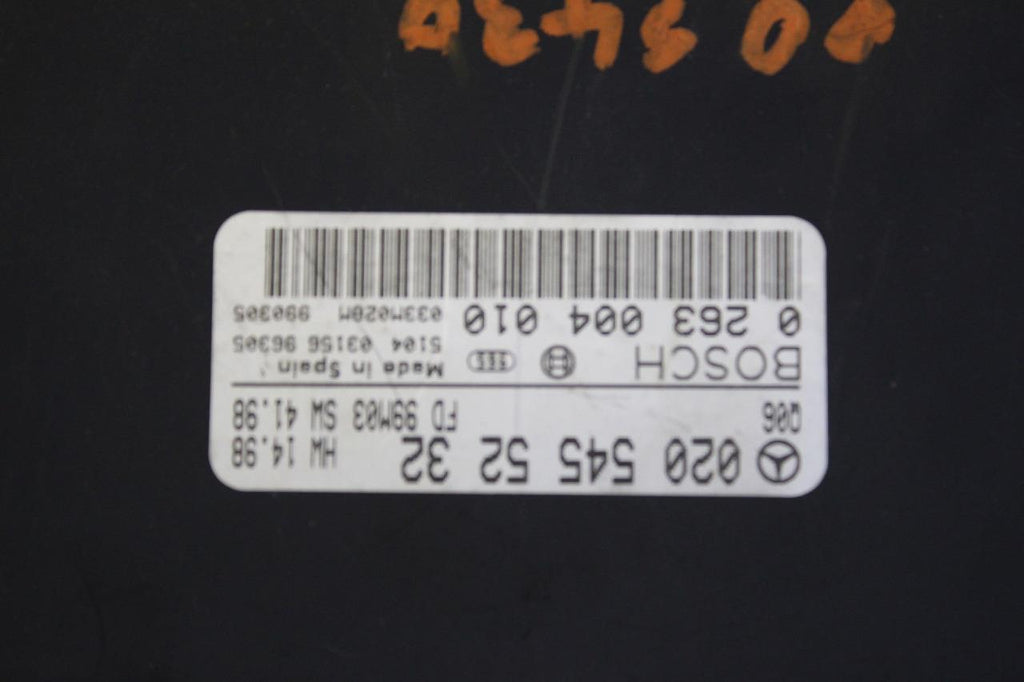 020 545 52 32 HW 14.98
Q06 FD 99M03 SW 41.98
BOSCH Made in Spain
5104 03156 96305
0 263 004 010 990305